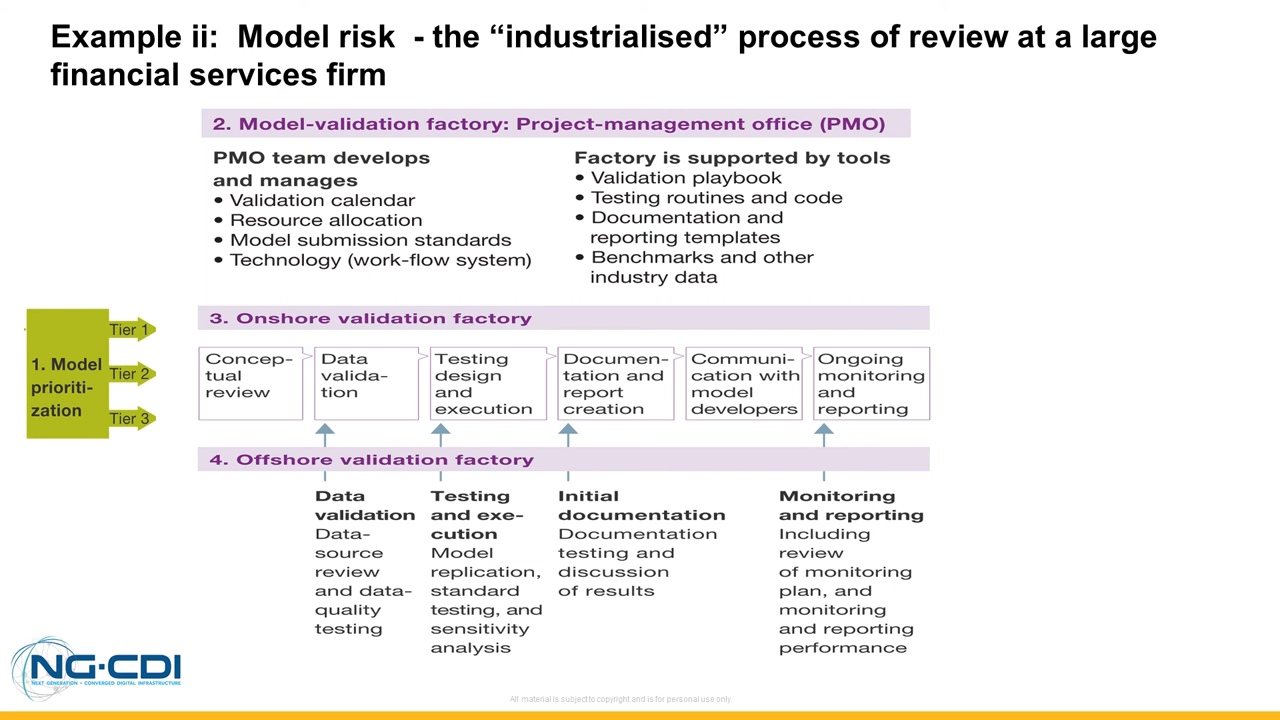 Example ii:  Model risk  - the “industrialised” process of review at a large
financial services firm
2. Model-validation factory: Project-management office (PMO)
PMO team develops
and manages
• Validation calendar
• Resource allocation
• Model submission standards
• Technology (work-flow system)
Factory is supported by tools
• Validation playbook
• Testing routines and code
• Documentation and
reporting templates
• Benchmarks and other
industry data
1. Model
prioriti-
zation
Tier 1
Tier 2
Tier 3
3. Onshore validation factory
Concep-
tual
review
Data
valida-
tion
Testing
design
and
execution
Documen-
tation and
report
creation
Communi-
cation with
model
developers
Ongoing
monitoring
and
reporting
4. Offshore validation factory
Data
validation
Data-
source
review
and data-
quality
testing
Testing
and exe-
cution
Model
replication,
standard
testing, and
sensitivity
analysis
Initial
documentation
Documentation
testing and
discussion
of results
Monitoring
and reporting
Including
review
of monitoring
plan, and
monitoring
and reporting
performance
NG-CDI
NEXT GENERATION - CONVERGED DIGITAL INFRASTRUCTURE
All material is subject to copyright and is for personal use only.